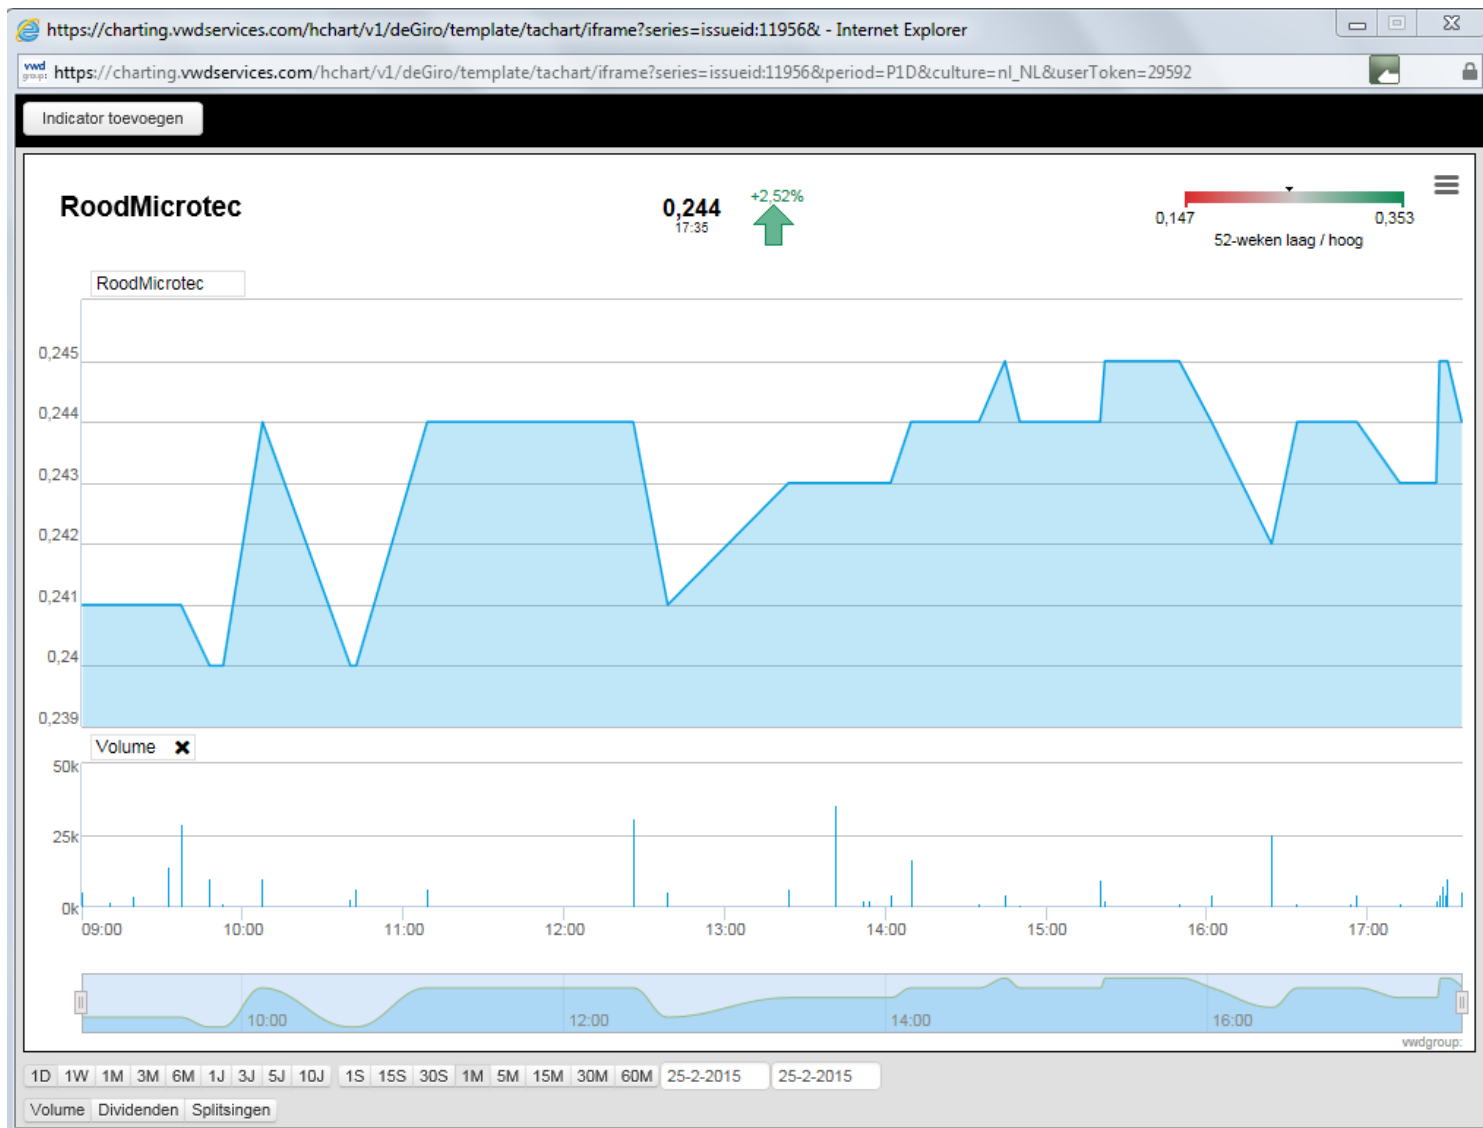 https://charting.vwdservices.com/hchart/v1/deGiro/template/tachart/iframe?series=issueid:11956& - Internet Explorer
vwd group: https://charting.vwdservices.com/hchart/v1/deGiro/template/tachart/iframe?series=issueid:11956&period=P1D&culture=nl_NL&userToken=29592
Indicator toevoegen
RoodMicrotec
0,244
17:35
+2,52%
0,147 0,353
52-weken laag / hoog
RoodMicrotec
0,245
0,244
0,243
0,242
0,241
0,24
0,239
Volume ✖
50k
25k
0k
09:00 10:00 11:00 12:00 13:00 14:00 15:00 16:00 17:00
10:00 12:00 14:00 16:00
vwdgroup:
1D 1W 1M 3M 6M 1J 3J 5J 10J 1S 15S 30S 1M 5M 15M 30M 60M 25-2-2015 25-2-2015
Volume Dividenden Splitsingen